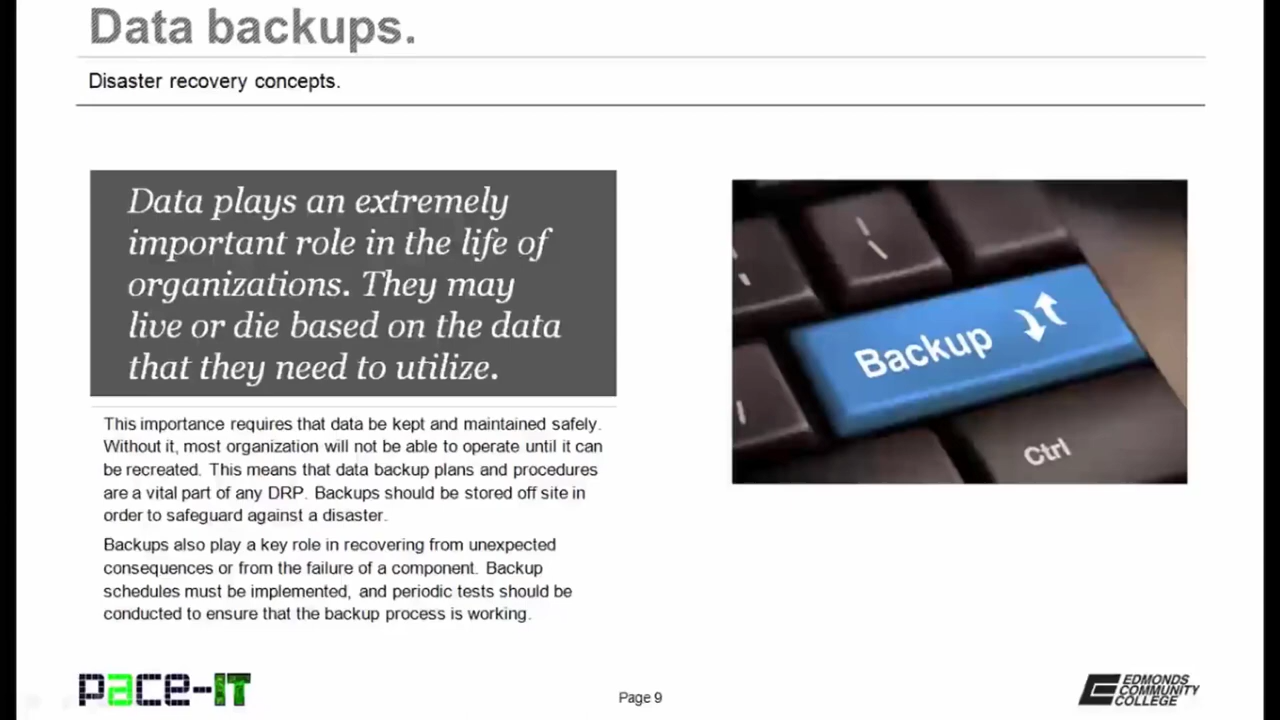 Data backups.
Disaster recovery concepts.
Data plays an extremely
important role in the life of
organizations. They may
live or die based on the data
that they need to utilize.
This importance requires that data be kept and maintained safely.
Without it, most organization will not be able to operate until it can
be recreated. This means that data backup plans and procedures
are a vital part of any DRP. Backups should be stored off site in
order to safeguard against a disaster.
Backups also play a key role in recovering from unexpected
consequences or from the failure of a component. Backup
schedules must be implemented, and periodic tests should be
conducted to ensure that the backup process is working.
Backup
Ctrl
pace-IT
Page 9
EDMONDS
COMMUNITY
COLLEGE